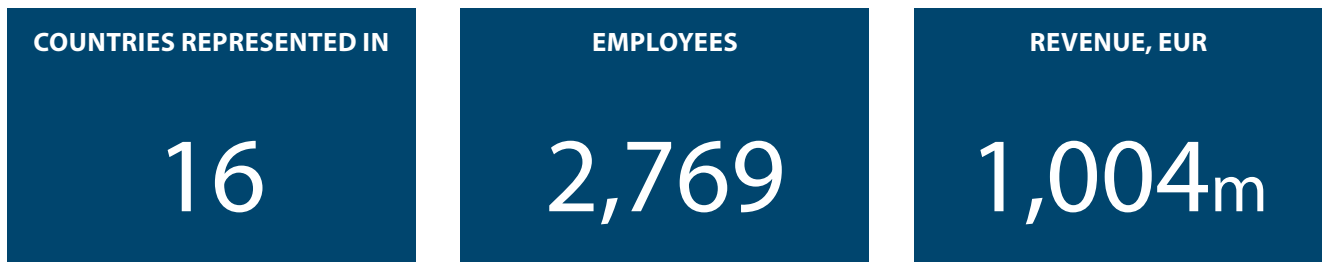 COUNTRIES REPRESENTED IN
16
EMPLOYEES
2,769
REVENUE, EUR
1,004m